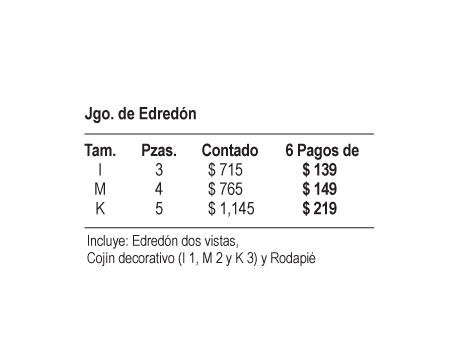 Jgo. de Edredón
Tam. Pzas. Contado 6 Pagos de
I 3 $ 715 $ 139
M 4 $ 765 $ 149
K 5 $ 1,145 $ 219
Incluye: Edredón dos vistas,
Cojín decorativo (I 1, M 2 y K 3) y Rodapié